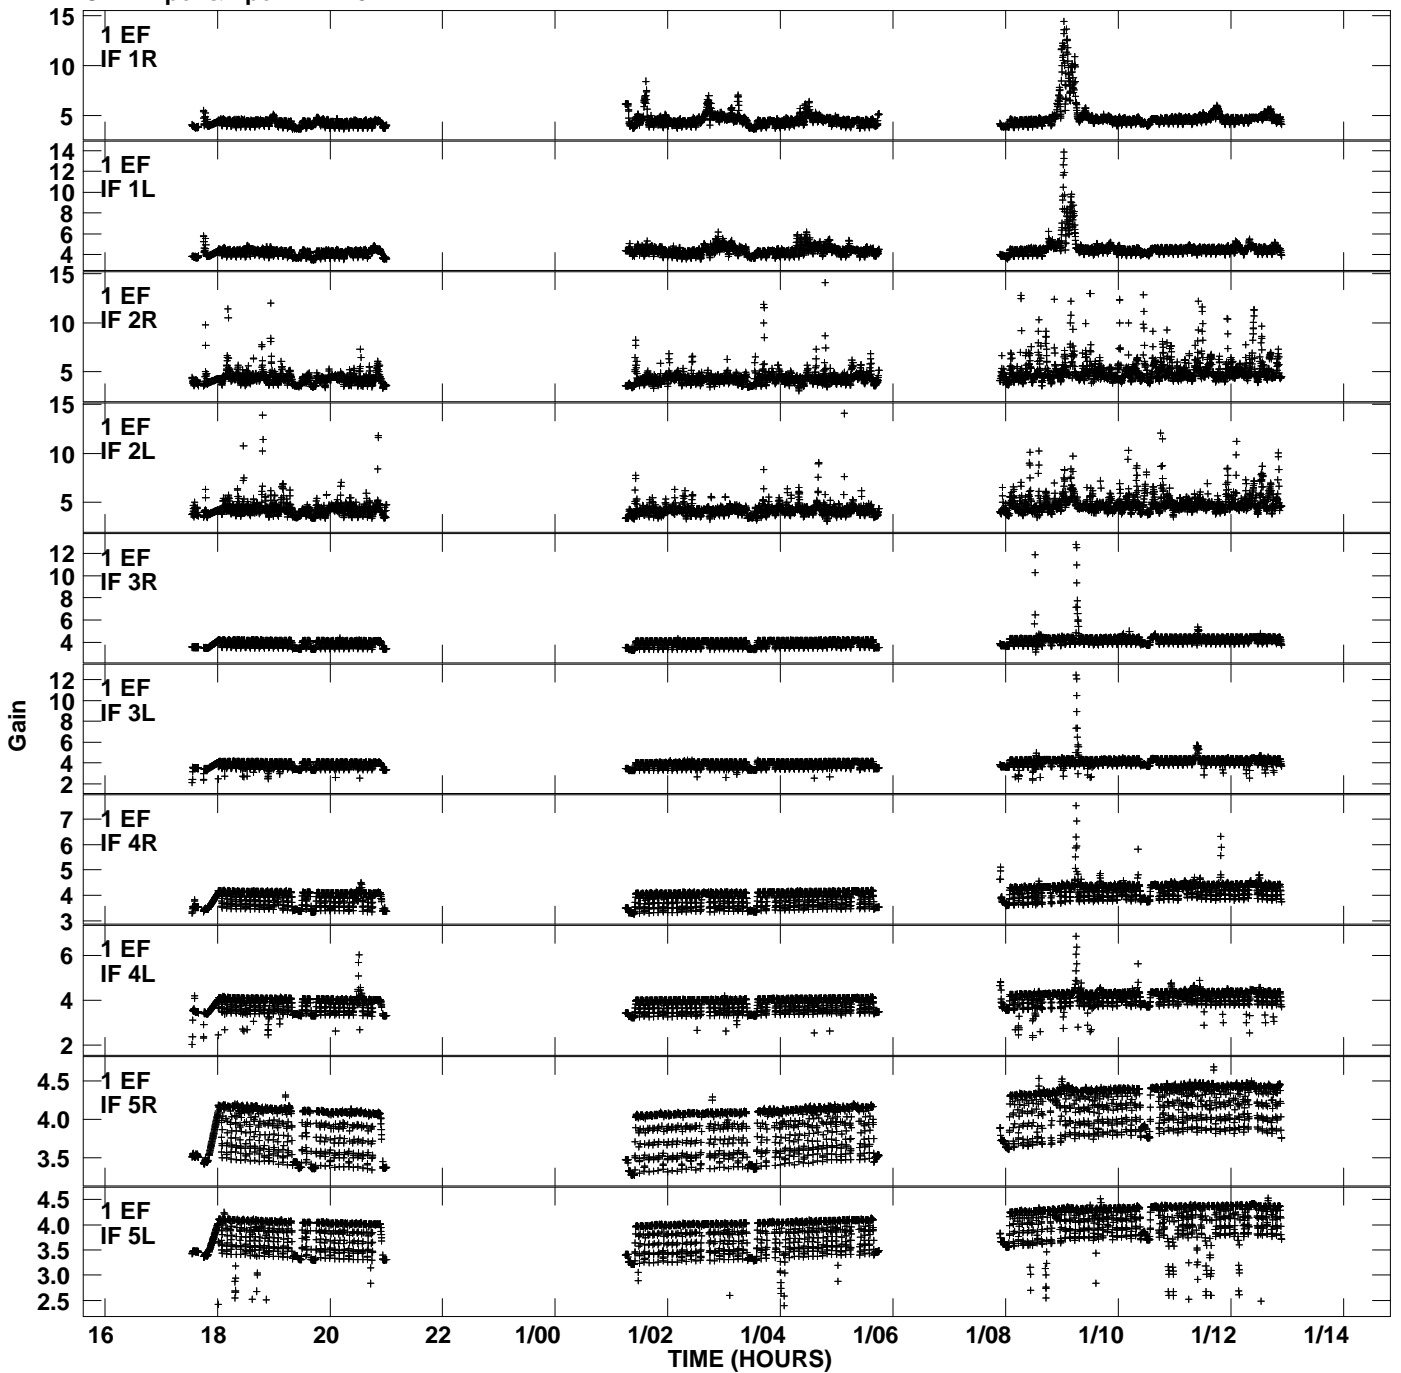 15
10
5
1 EF
IF 1R
14
12
10
8
6
4
1 EF
IF 1L
15
10
5
1 EF
IF 2R
15
10
5
1 EF
IF 2L
12
10
8
6
4
1 EF
IF 3R
12
10
8
6
4
2
1 EF
IF 3L
Gain
7
6
5
4
3
1 EF
IF 4R
6
4
2
1 EF
IF 4L
4.5
4.0
3.5
1 EF
IF 5R
4.5
4.0
3.5
3.0
2.5
1 EF
IF 5L
16 18 20 22 1/00 1/02 1/04 1/06 1/08 1/10 1/12 1/14
TIME (HOURS)